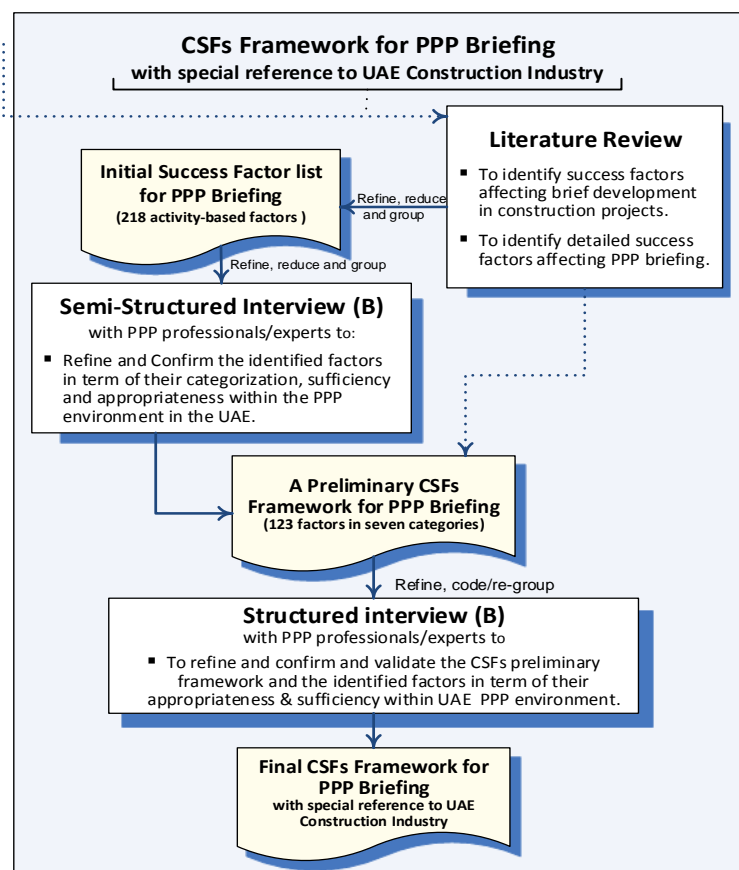 CSFs Framework for PPP Briefing
with special reference to UAE Construction Industry
Literature Review
▪ To identify success factors
affecting brief development
in construction projects.
▪ To identify detailed success
factors affecting PPP briefing.
Refine, reduce
and group
Initial Success Factor list
for PPP Briefing
(218 activity-based factors )
Refine, reduce and group
Semi-Structured Interview (B)
with PPP professionals/experts to:
▪ Refine and Confirm the identified factors
in term of their categorization, sufficiency
and appropriateness within the PPP
environment in the UAE.
A Preliminary CSFs
Framework for PPP Briefing
(123 factors in seven categories)
Refine, code/re-group
Structured interview (B)
with PPP professionals/experts to
▪ To refine and confirm and validate the CSFs preliminary
framework and the identified factors in term of their
appropriateness & sufficiency within UAE PPP environment.
Final CSFs Framework for
PPP Briefing
with special reference to UAE
Construction Industry